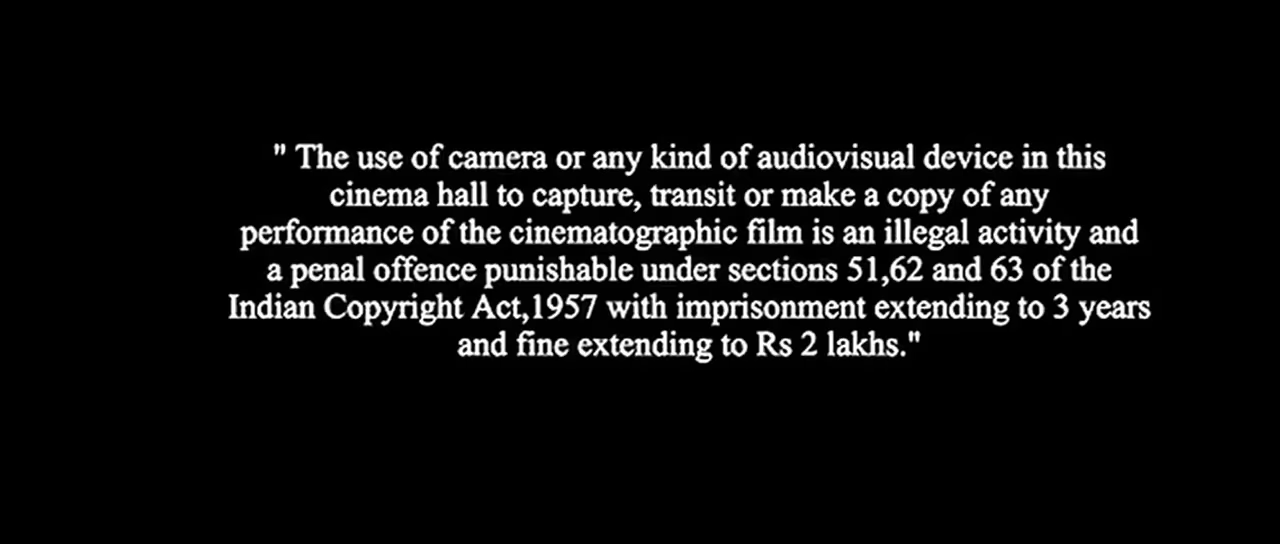 " The use of camera or any kind of audiovisual device in this
cinema hall to capture, transit or make a copy of any
performance of the cinematographic film is an illegal activity and
a penal offence punishable under sections 51,62 and 63 of the
Indian Copyright Act,1957 with imprisonment extending to 3 years
and fine extending to Rs 2 lakhs."